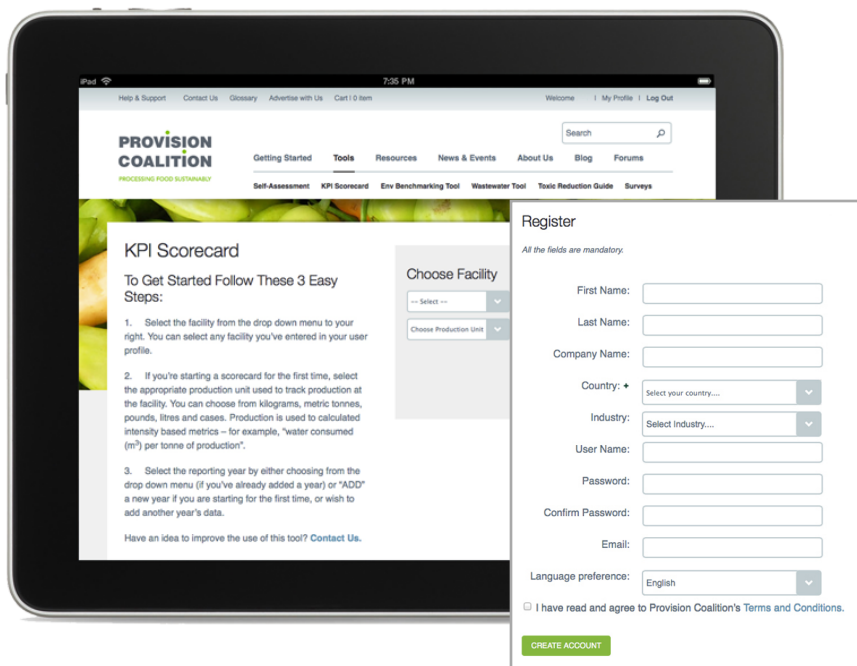 iPad 7:35 PM
Help & Support Contact Us Glossary Advertise with Us Cart | 0 item Welcome | My Profile | Log Out
Search
PROVISION
COALITION
PROCESSING FOOD SUSTAINABLY
Getting Started Tools Resources News & Events About Us Blog Forums
Self-Assessment KPI Scorecard Env Benchmarking Tool Wastewater Tool Toxic Reduction Guide Surveys
KPI Scorecard
To Get Started Follow These 3 Easy
Steps:
1. Select the facility from the drop down menu to your
right. You can select any facility you've entered in your user
profile.
2. If you're starting a scorecard for the first time, select
the appropriate production unit used to track production at
the facility. You can choose from kilograms, metric tonnes,
pounds, litres and cases. Production is used to calculated
intensity based metrics – for example, "water consumed
(m³) per tonne of production".
3. Select the reporting year by either choosing from the
drop down menu (if you've already added a year) or "ADD"
a new year if you are starting for the first time, or wish to
add another year's data.
Have an idea to improve the use of this tool? Contact Us.
Choose Facility
-- Select --
Choose Production Unit
Register
All the fields are mandatory.
First Name:
Last Name:
Company Name:
Country: + Select your country....
Industry: Select Industry....
User Name:
Password:
Confirm Password:
Email:
Language preference: English
I have read and agree to Provision Coalition's Terms and Conditions.
CREATE ACCOUNT